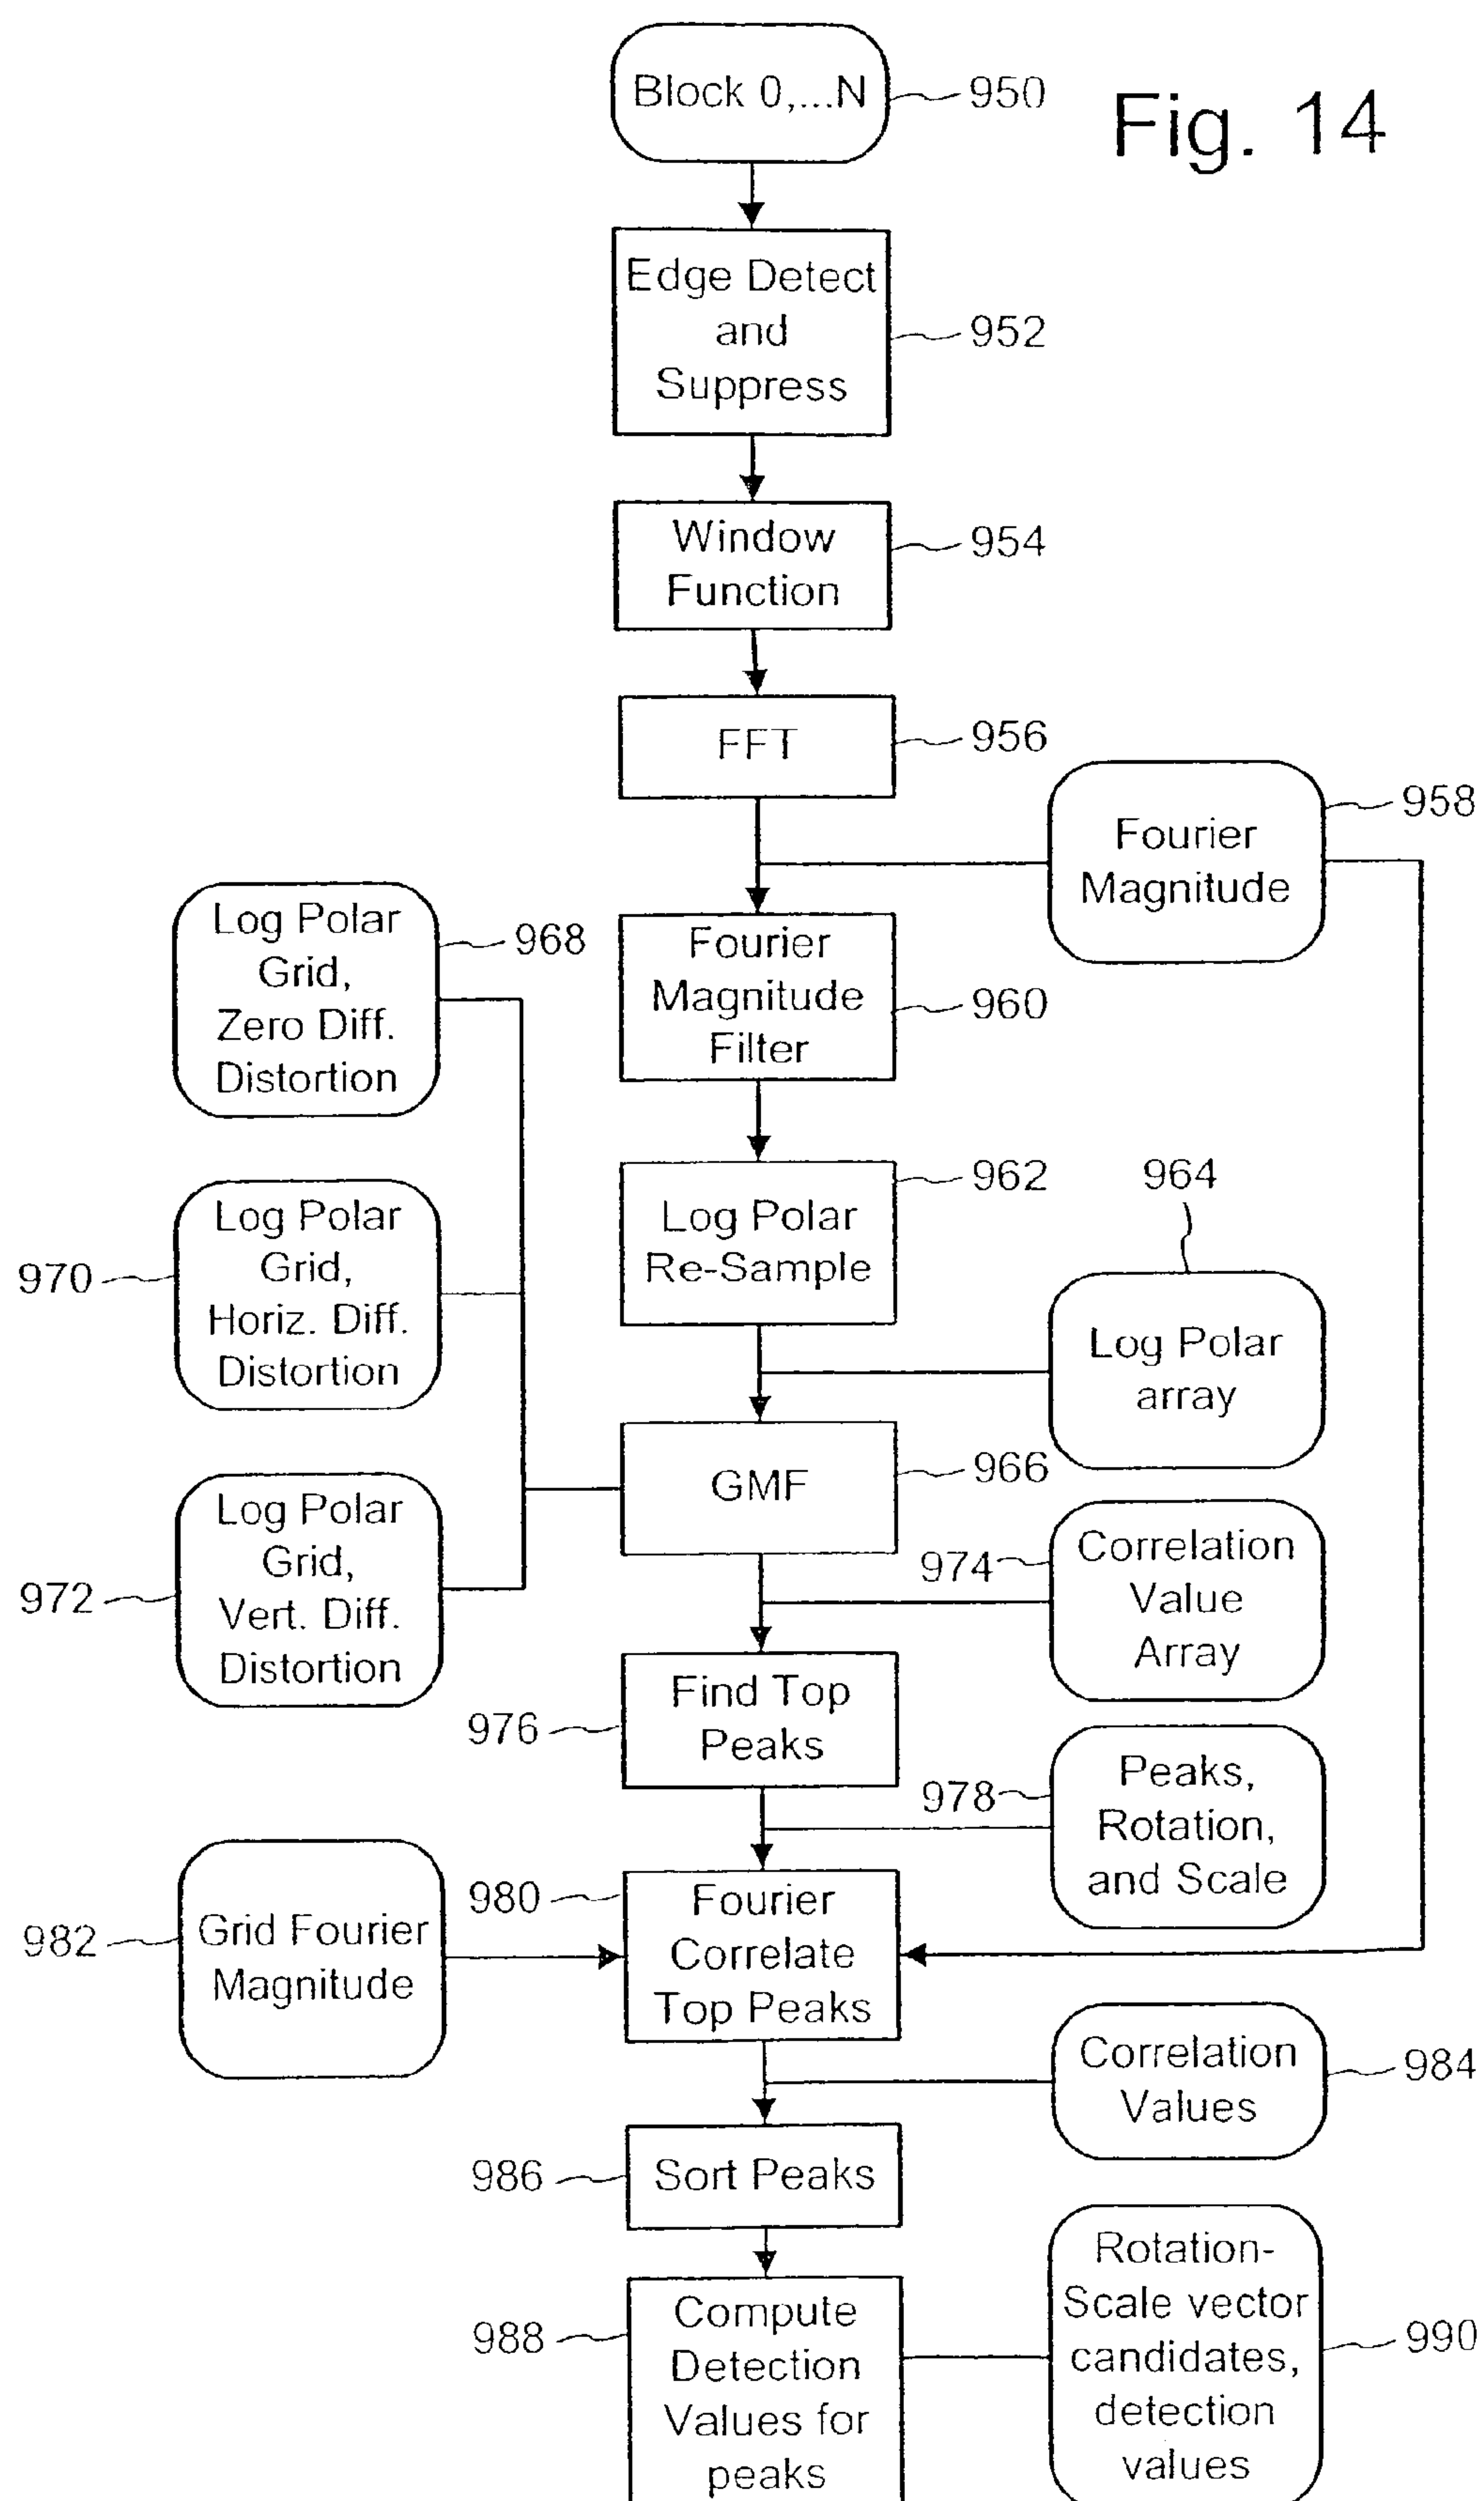 Block 0,...N
950
Fig. 14
Edge Detect
and
Suppress
952
Window
Function
954
FFT
956
Fourier
Magnitude
958
Log Polar
Grid,
Zero Diff.
Distortion
968
Fourier
Magnitude
Filter
960
Log Polar
Re-Sample
962
964
Log Polar
Grid,
Horiz. Diff.
Distortion
970
Log Polar
array
GMF
966
Log Polar
Grid,
Vert. Diff.
Distortion
972
974
Correlation
Value
Array
Find Top
Peaks
976
978
Peaks,
Rotation,
and Scale
980
Fourier
Correlate
Top Peaks
982
Grid Fourier
Magnitude
Correlation
Values
984
986
Sort Peaks
988
Compute
Detection
Values for
peaks
Rotation-
Scale vector
candidates,
detection
values
990